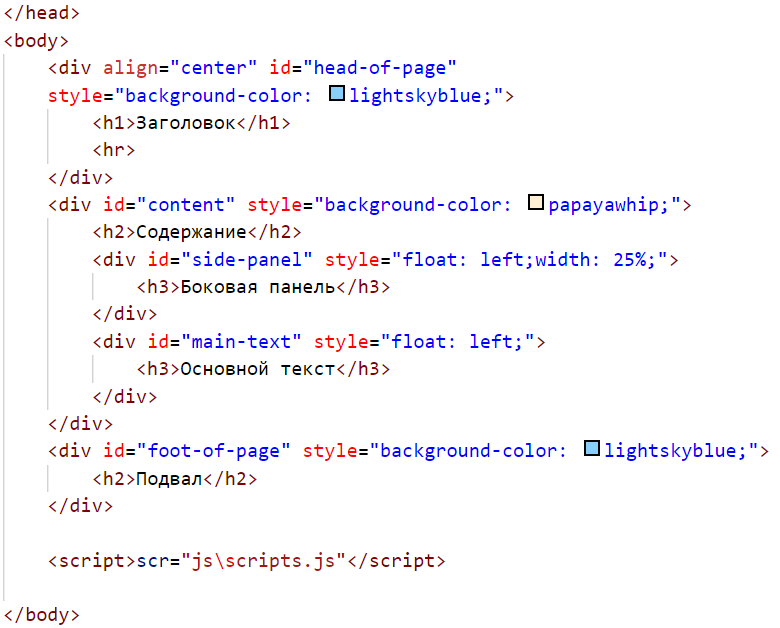 </head>
<body>
<div align="center" id="head-of-page"
style="background-color: lightskyblue;">
<h1>Заголовок</h1>
<hr>
</div>
<div id="content" style="background-color: papayawhip;">
<h2>Содержание</h2>
<div id="side-panel" style="float: left;width: 25%;">
<h3>Боковая панель</h3>
</div>
<div id="main-text" style="float: left;">
<h3>Основной текст</h3>
</div>
</div>
<div id="foot-of-page" style="background-color: lightskyblue;">
<h2>Подвал</h2>
</div>
<script>scr="js\scripts.js"</script>
</body>